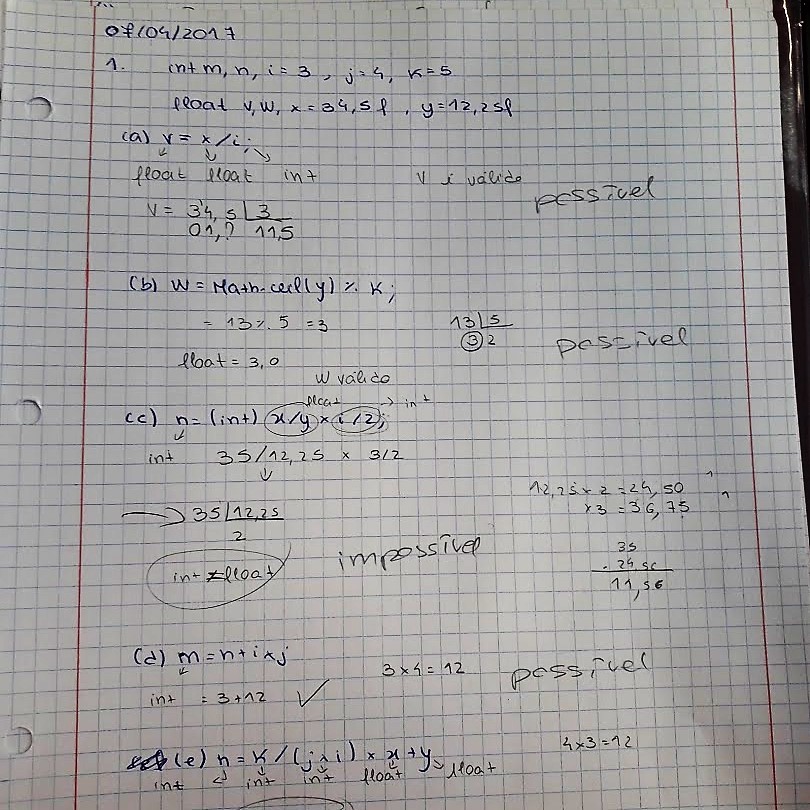 07/04/2017
1. int m, n, i = 3, j = 4, K = 5
float V, W, x = 34,5f, y = 12,25f
(a) V = x/i;
float float int V i válido possível
V = 34,5 | 3
01,? 11,5
(b) W = Math.ceil(y) % K;
= 13 % 5 = 3 13 | 5
3 2 possível
float = 3,0
W válido
float → int
(c) n = (int) (x/y) × (i/2);
int 35/12,25 × 3/2
12,25 × 2 = 24,50
× 3 = 36,75
→ 35 | 12,25
2
int ≠ float impossível
35
- 24,50
11,50
(d) m = n + i × j
3 × 4 = 12 possível
int = 3 + 12 ✓
4 × 3 = 12
(e) n = K / (j × i) × x + y
int int int float float